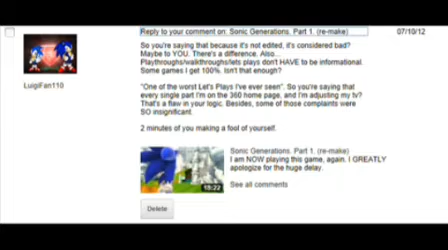 Reply to your comment on: Sonic Generations. Part 1. (re-make)
07/10/12
So you're saying that because it's not edited, it's considered bad?
Maybe to YOU. There's a difference. Also...
Playthroughs/walkthroughs/lets plays don't HAVE to be informational.
Some games I get 100%. Isn't that enough?
LuigiFan110
"One of the worst Let's Plays I've ever seen". So you're saying
that every single part I'm on the 360 home page, and I'm adjusting my tv?
That's a flaw in your logic. Besides, some of those complaints were
SO insignificant.
2 minutes of you making a fool of yourself.
Sonic Generations. Part 1. (re-make)
I am NOW playing this game, again. I GREATLY
apologize for the huge delay.
18:22
See all comments
Delete